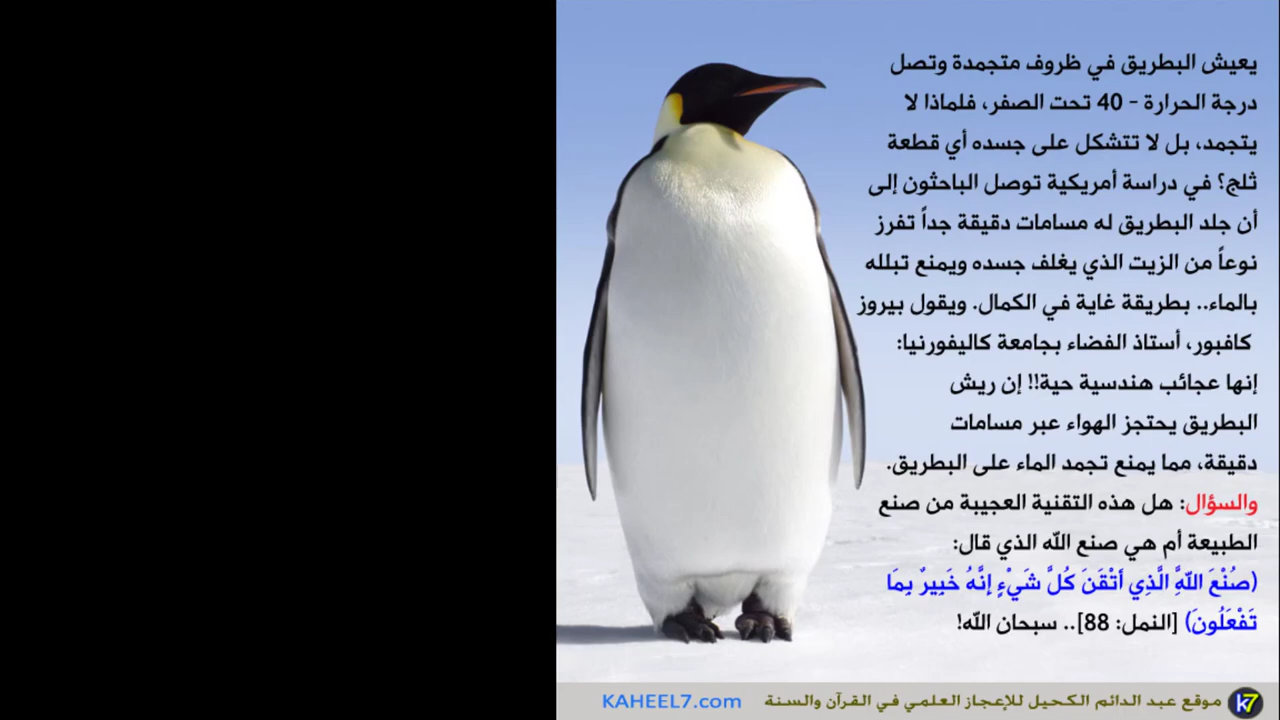 يعيش البطريق في ظروف متجمدة وتصل
درجة الحرارة - 40 تحت الصفر، فلماذا لا
يتجمد، بل لا تتشكل على جسده أي قطعة
ثلج؟ في دراسة أمريكية توصل الباحثون إلى
أن جلد البطريق له مسامات دقيقة جداً تفرز
نوعاً من الزيت الذي يغلف جسده ويمنع تبلله
بالماء.. بطريقة غاية في الكمال. ويقول بيروز
كافبور، أستاذ الفضاء بجامعة كاليفورنيا:
إنها عجائب هندسية حية!! إن ريش
البطريق يحتجز الهواء عبر مسامات
دقيقة، مما يمنع تجمد الماء على البطريق.
والسؤال: هل هذه التقنية العجيبة من صنع
الطبيعة أم هي صنع الله الذي قال:
(صُنْعَ اللَّهِ الَّذِي أَتْقَنَ كُلَّ شَيْءٍ إِنَّهُ خَبِيرٌ بِمَا
تَفْعَلُونَ) [النمل: 88].. سبحان الله!
k7 موقع عبد الدائم الكحيل للإعجاز العلمي في القرآن والسنة KAHEEL7.com